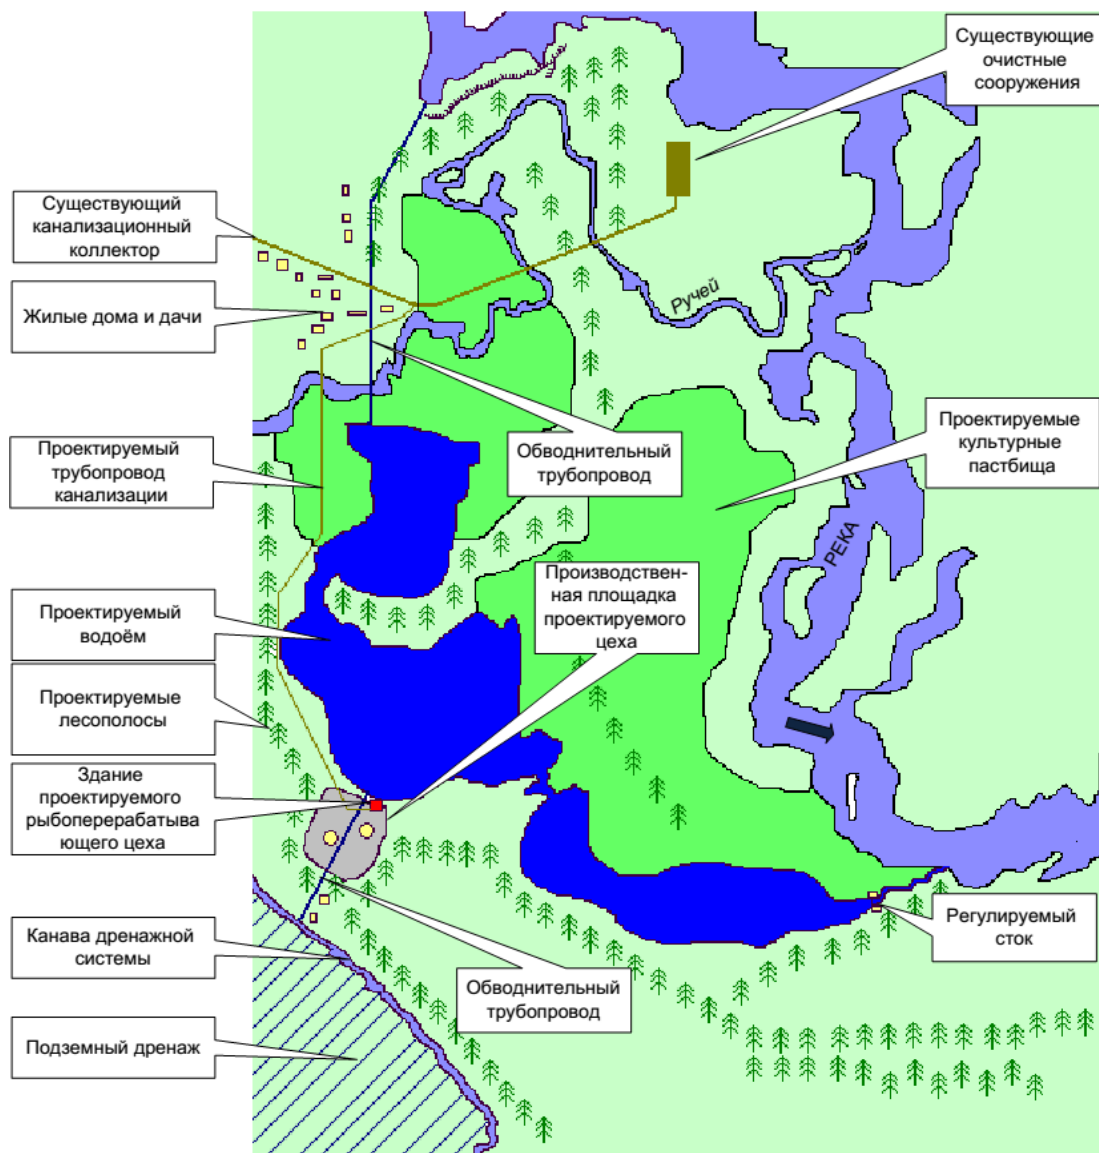 Существующие
очистные
сооружения
Существующий
канализационный
коллектор
Ручей
Жилые дома и дачи
Обводнительный
трубопровод
Проектируемые
культурные
пастбища
Проектируемый
трубопровод
канализации
РЕКА
Производствен-
ная площадка
проектируемого
цеха
Проектируемый
водоём
Проектируемые
лесополосы
Здание
проектируемого
рыбоперерабатыва
ющего цеха
Регулируемый
сток
Канава дренажной
системы
Обводнительный
трубопровод
Подземный дренаж